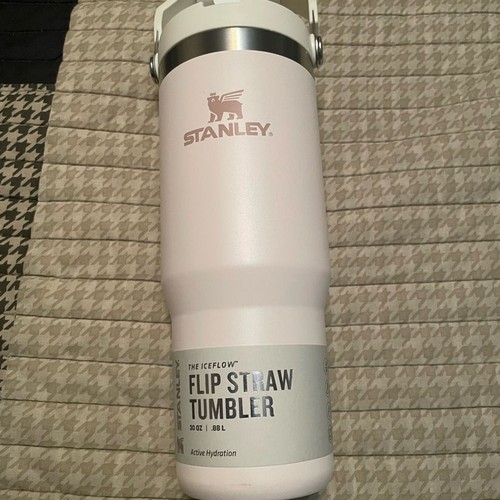 STANLEY®
THE ICEFLOW™
FLIP STRAW
TUMBLER
30 OZ | .88 L
Active Hydration
STANLEY